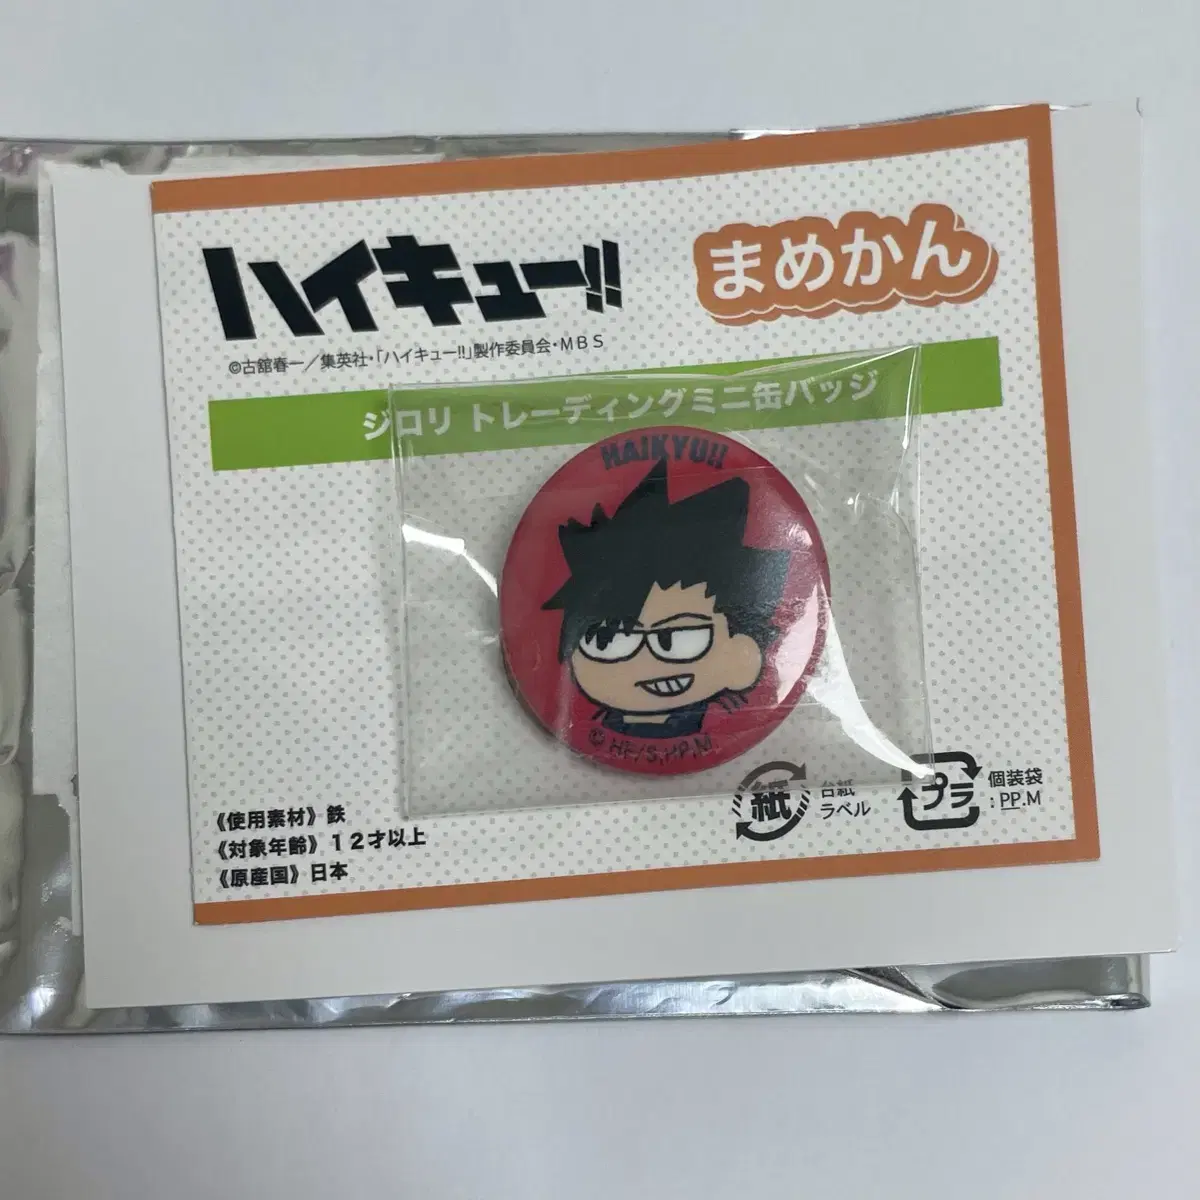 ハイキュー!!
まめかん
©古舘春一／集英社・「ハイキュー!!」製作委員会・MBS
ジロリ トレーディングミニ缶バッジ
HAIKYU!!
© HF/S,HP,M
《使用素材》鉄
《対象年齢》12才以上
《原産国》日本
紙
台紙
ラベル
プラ
個装袋
: PP.M